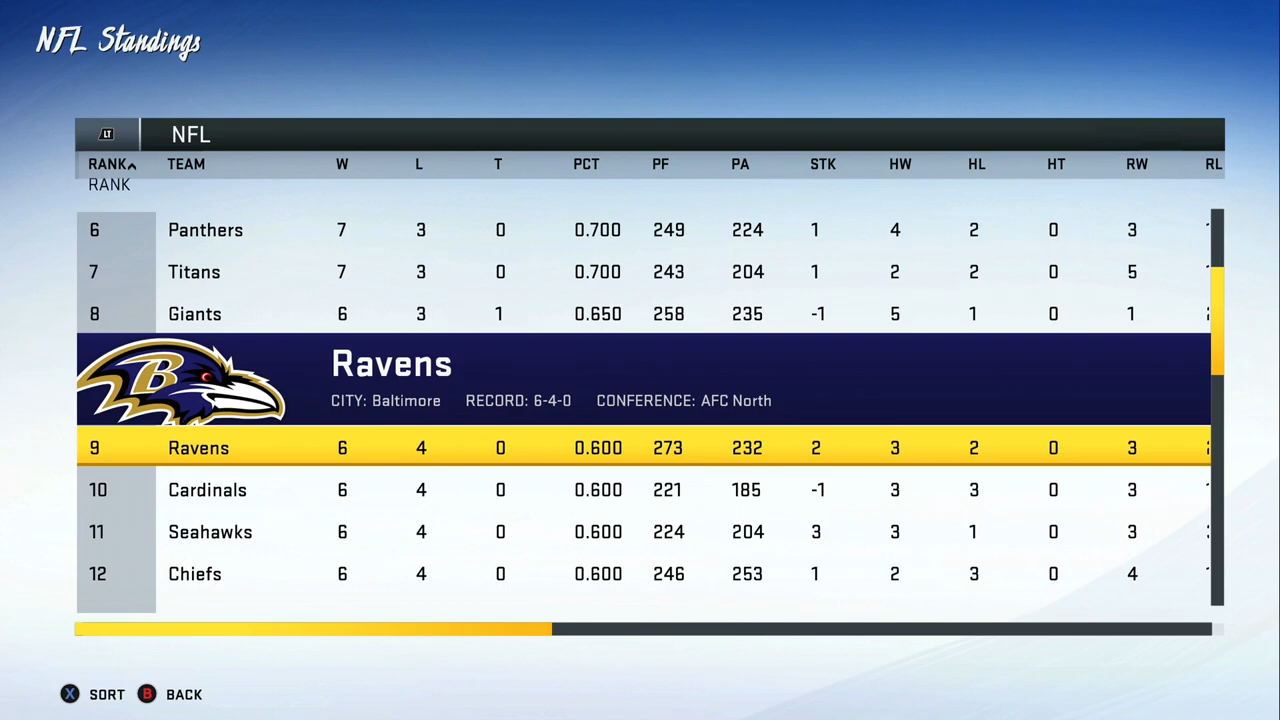 NFL Standings
LT NFL
RANK TEAM W L T PCT PF PA STK HW HL HT RW RL
RANK
6 Panthers 7 3 0 0.700 249 224 1 4 2 0 3
7 Titans 7 3 0 0.700 243 204 1 2 2 0 5
8 Giants 6 3 1 0.650 258 235 -1 5 1 0 1
B Ravens
CITY: Baltimore RECORD: 6-4-0 CONFERENCE: AFC North
9 Ravens 6 4 0 0.600 273 232 2 3 2 0 3
10 Cardinals 6 4 0 0.600 221 185 -1 3 3 0 3
11 Seahawks 6 4 0 0.600 224 204 3 3 1 0 3
12 Chiefs 6 4 0 0.600 246 253 1 2 3 0 4
X SORT B BACK